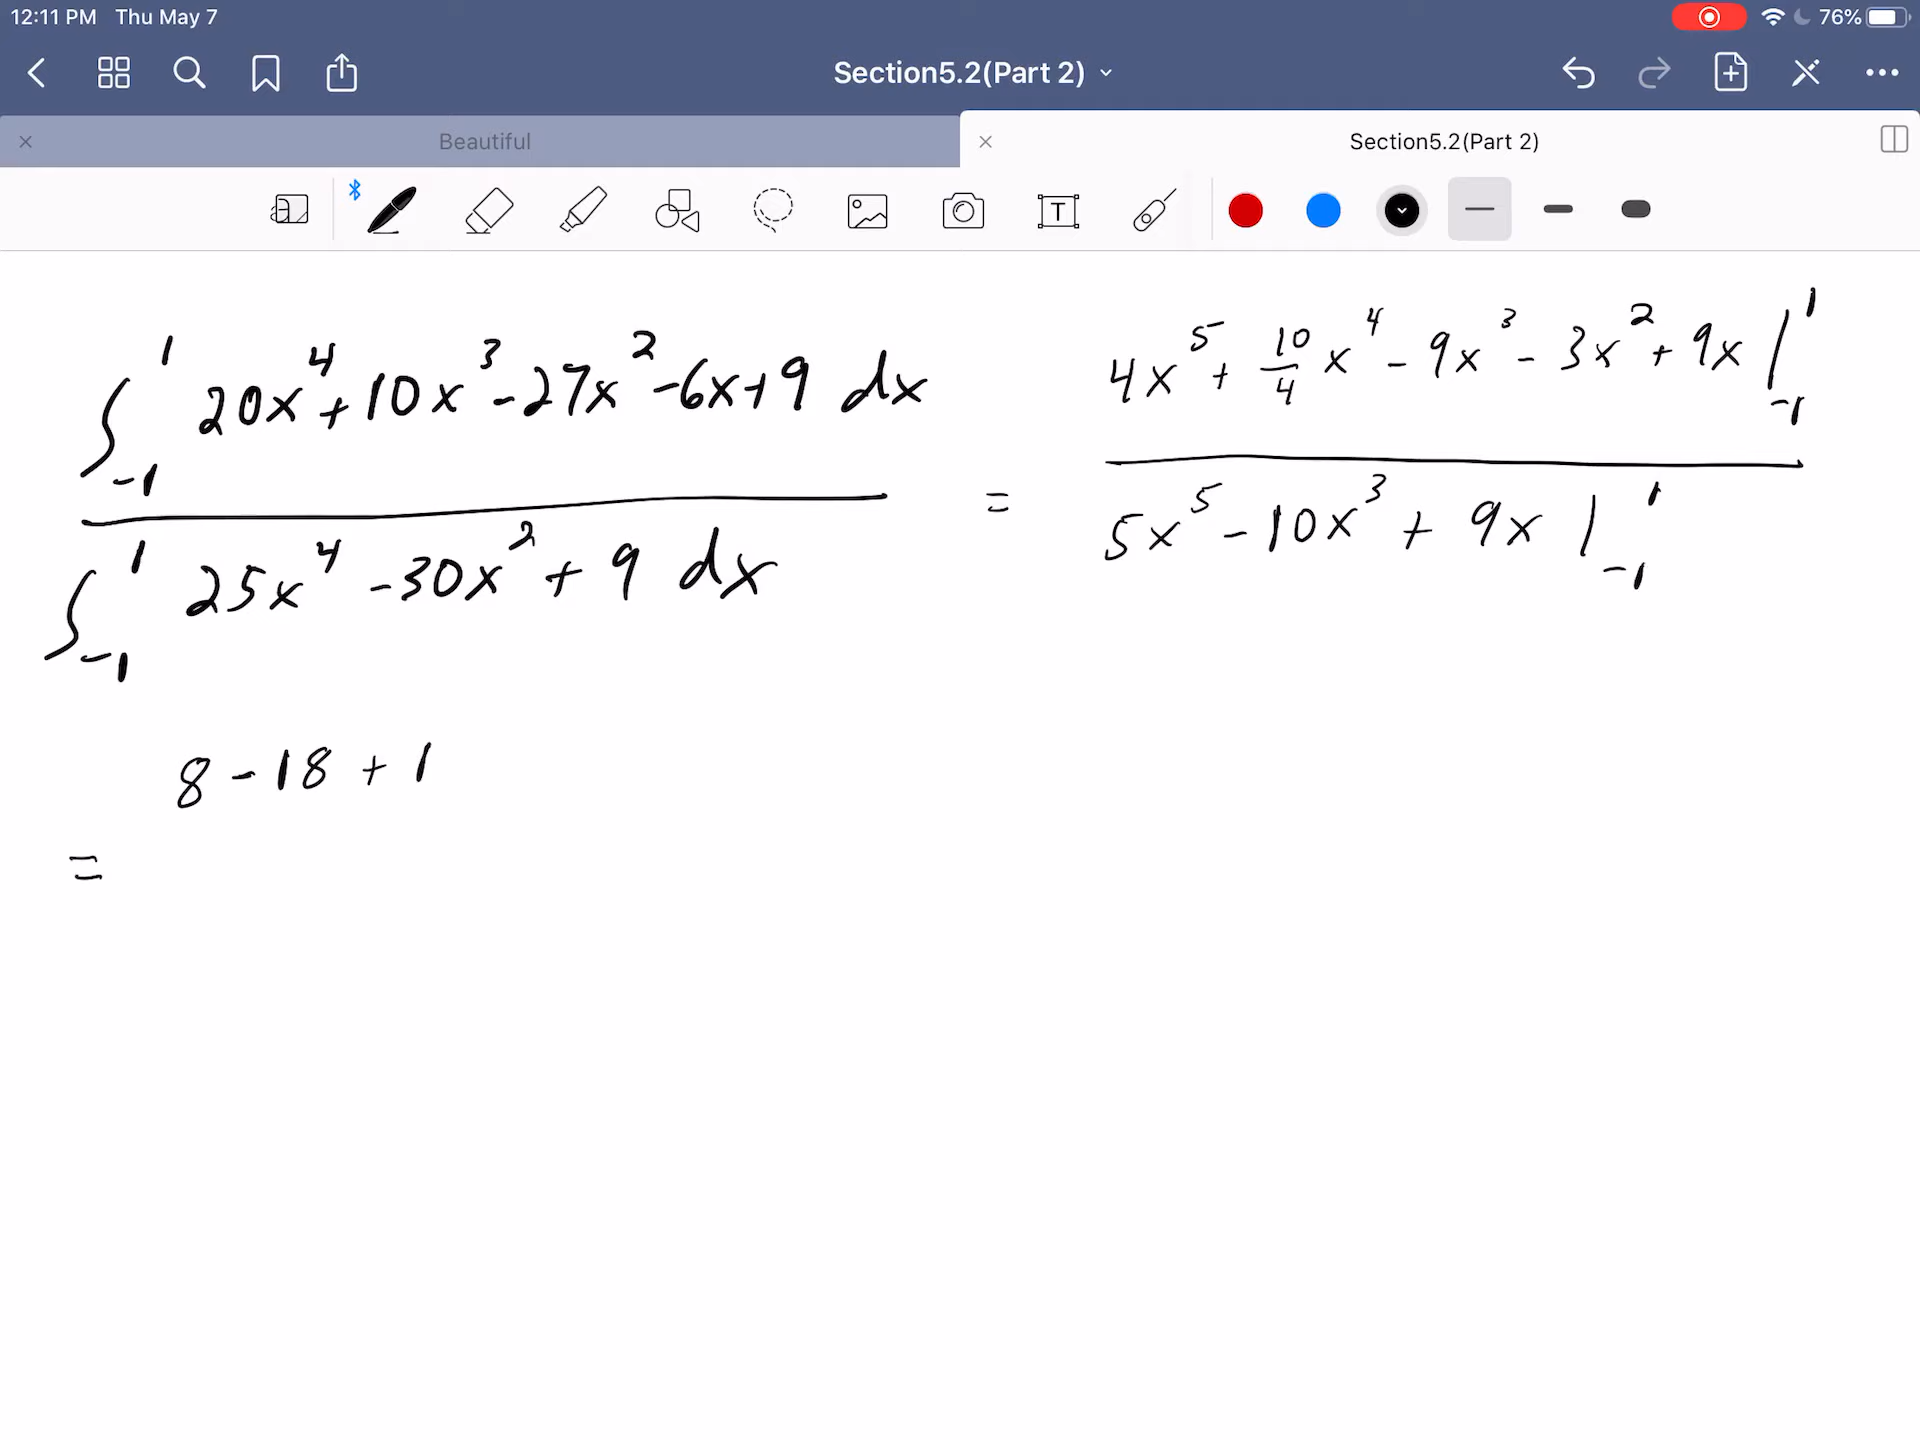 12:11 PM Thu May 7
76%
Section5.2(Part 2)
Beautiful
Section5.2(Part 2)
∫_{-1}^{1} 20x^4 + 10x^3 - 27x^2 - 6x + 9 dx
∫_{-1}^{1} 25x^4 - 30x^2 + 9 dx
=
4x^5 + 10/4 x^4 - 9x^3 - 3x^2 + 9x |_{-1}^{1}
5x^5 - 10x^3 + 9x |_{-1}^{1}
8 - 18 + 1
=